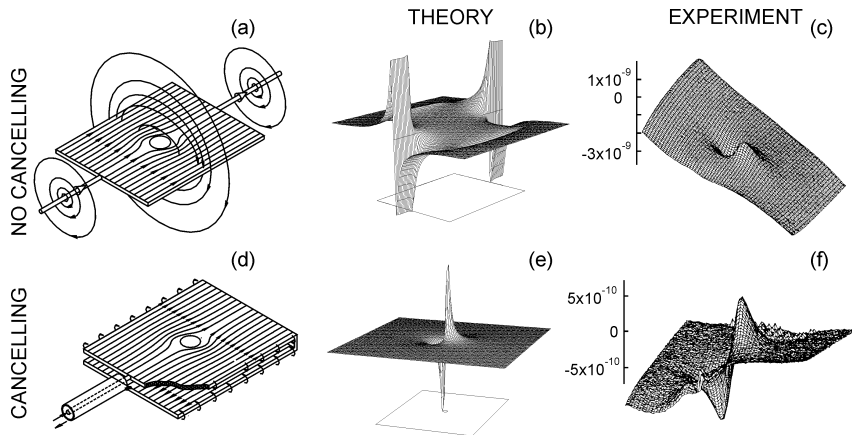 THEORY
EXPERIMENT
NO CANCELLING
(a)
(b)
(c)
1x10⁻⁹
0
-3x10⁻⁹
CANCELLING
(d)
(e)
(f)
5x10⁻¹⁰
0
-5x10⁻¹⁰